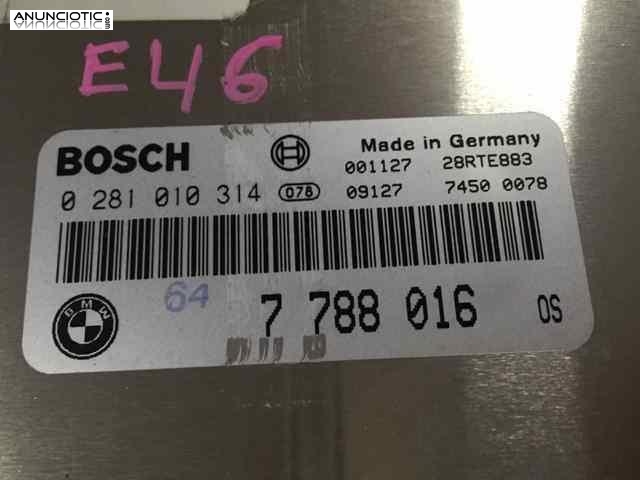 ANUNCIOTIC.COM
E46
BOSCH
Made in Germany
001127 28RTE883
0 281 010 314 078 09127 7450 0078
64
BMW 7 788 016 OS